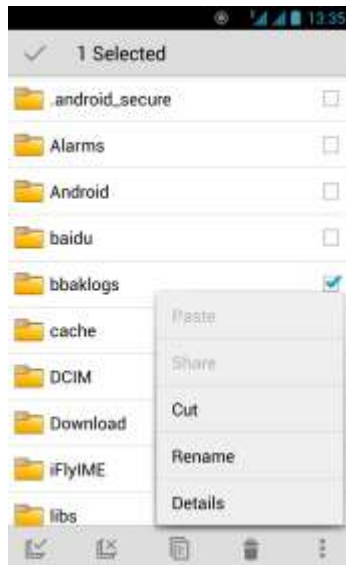 13:35
1 Selected
.android_secure
Alarms
Android
baidu
bbaklogs
Paste
cache
Share
DCIM
Cut
Download
Rename
iFlyIME
Details
libs